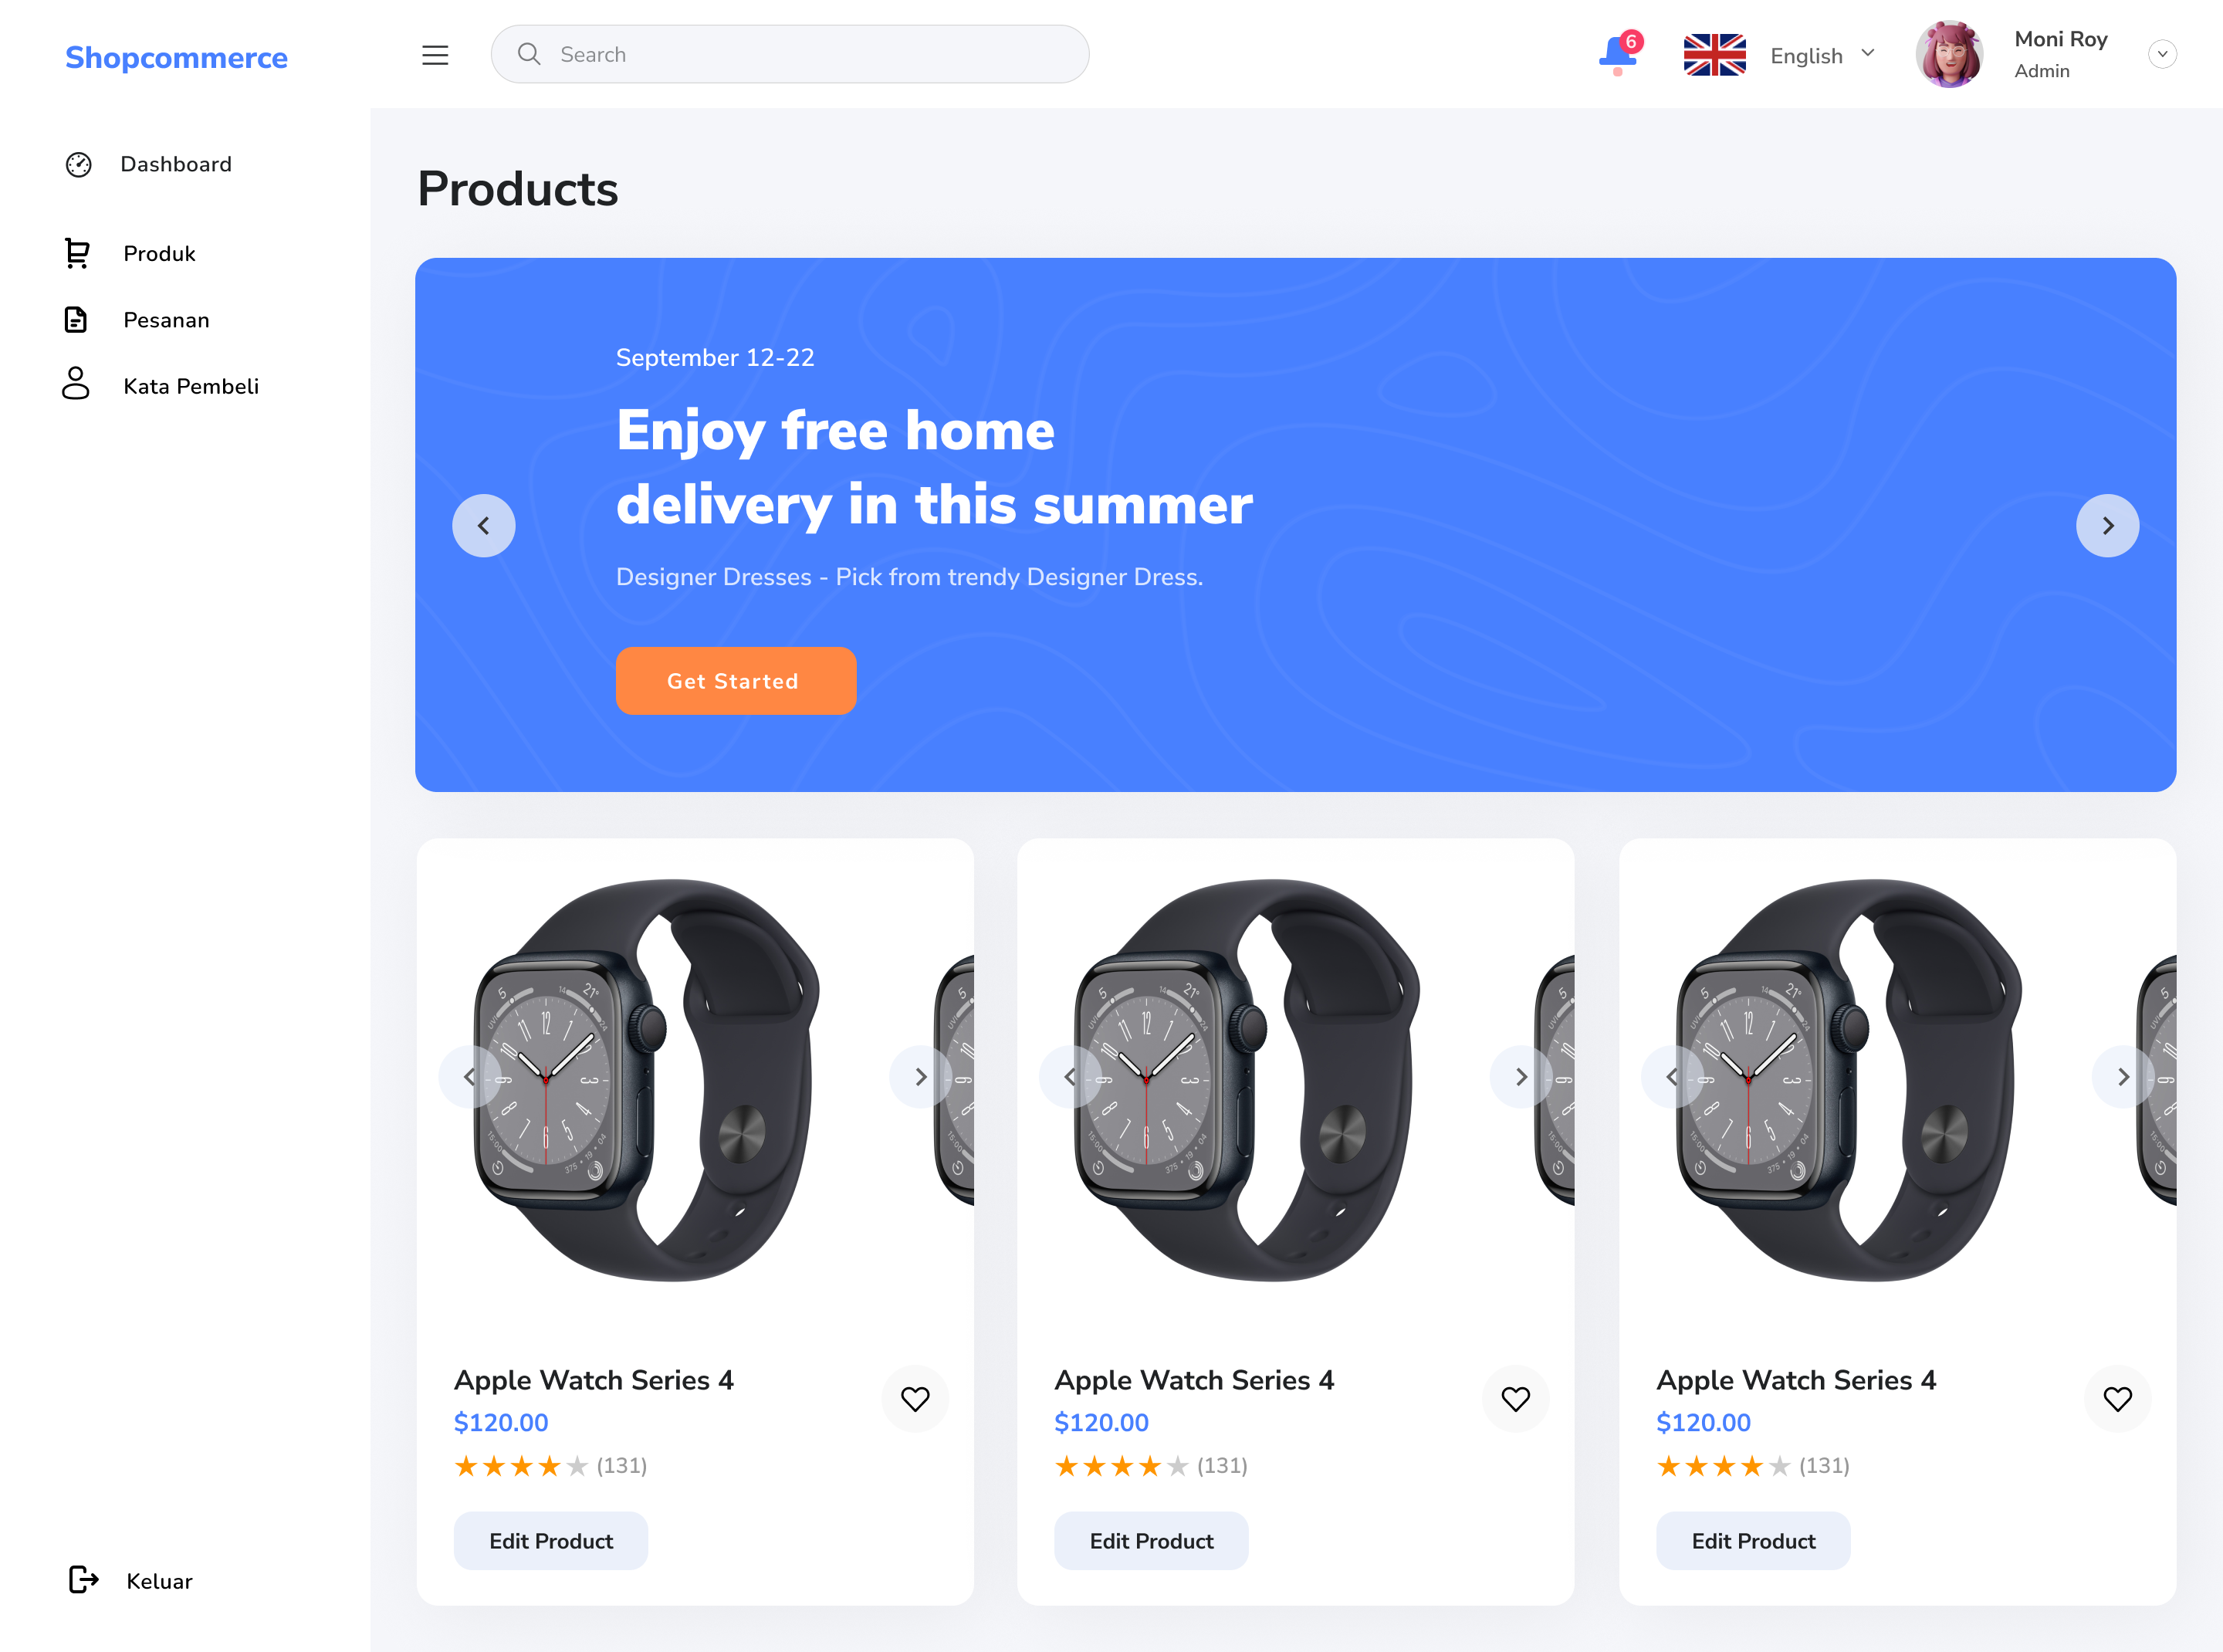 Shopcommerce
Search
6
English
Moni Roy
Admin
Dashboard
Produk
Pesanan
Kata Pembeli
Keluar
Products
September 12-22
Enjoy free home
delivery in this summer
Designer Dresses - Pick from trendy Designer Dress.
Get Started
Apple Watch Series 4
$120.00
(131)
Edit Product
Apple Watch Series 4
$120.00
(131)
Edit Product
Apple Watch Series 4
$120.00
(131)
Edit Product